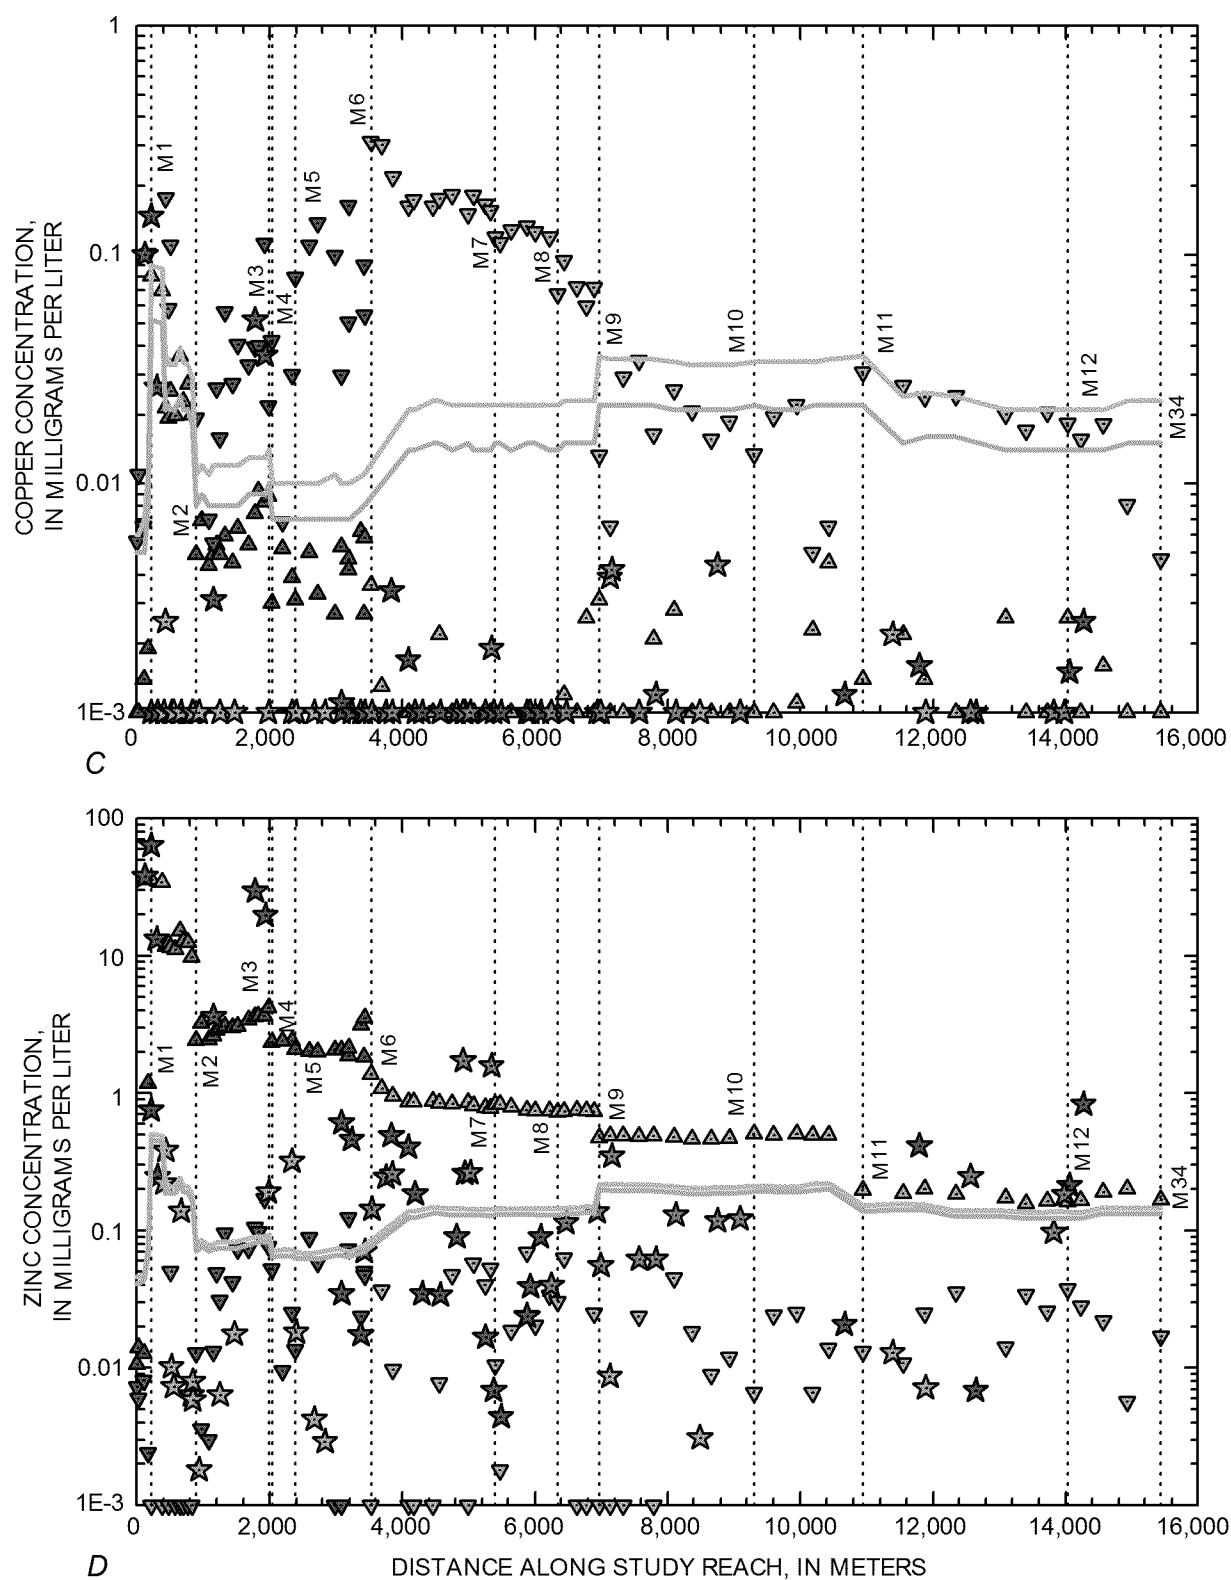 1
0.1
0.01
1E-3
COPPER CONCENTRATION,
IN MILLIGRAMS PER LITER
M1
M2
M3
M4
M5
M6
M7
M8
M9
M10
M11
M12
M34
0 2,000 4,000 6,000 8,000 10,000 12,000 14,000 16,000
C
100
10
1
0.1
0.01
1E-3
ZINC CONCENTRATION,
IN MILLIGRAMS PER LITER
M1
M2
M3
M4
M5
M6
M7
M8
M9
M10
M11
M12
M34
0 2,000 4,000 6,000 8,000 10,000 12,000 14,000 16,000
D DISTANCE ALONG STUDY REACH, IN METERS